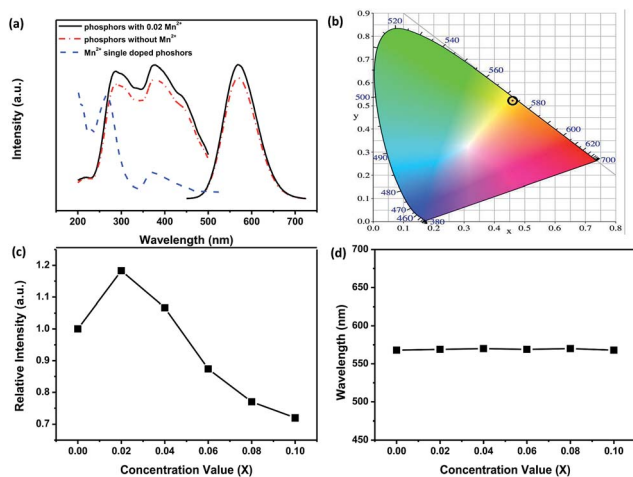 (a)
phosphors with 0.02 Mn²⁺
phosphors without Mn²⁺
Mn²⁺ single doped phoshors
Intensity (a.u.)
200 300 400 500 600 700
Wavelength (nm)
(b)
0.9
0.8
0.7
0.6
0.5
y
0.4
0.3
0.2
0.1
0.0
0.0 0.1 0.2 0.3 0.4 0.5 0.6 0.7 0.8
x
520
540
560
580
600
620
700
500
490
480
470
460
380
(c)
Relative Intensity (a.u.)
1.2
1.1
1.0
0.9
0.8
0.7
0.00 0.02 0.04 0.06 0.08 0.10
Concentration Value (X)
(d)
Wavelength (nm)
700
650
600
550
500
450
0.00 0.02 0.04 0.06 0.08 0.10
Concentration Value (X)